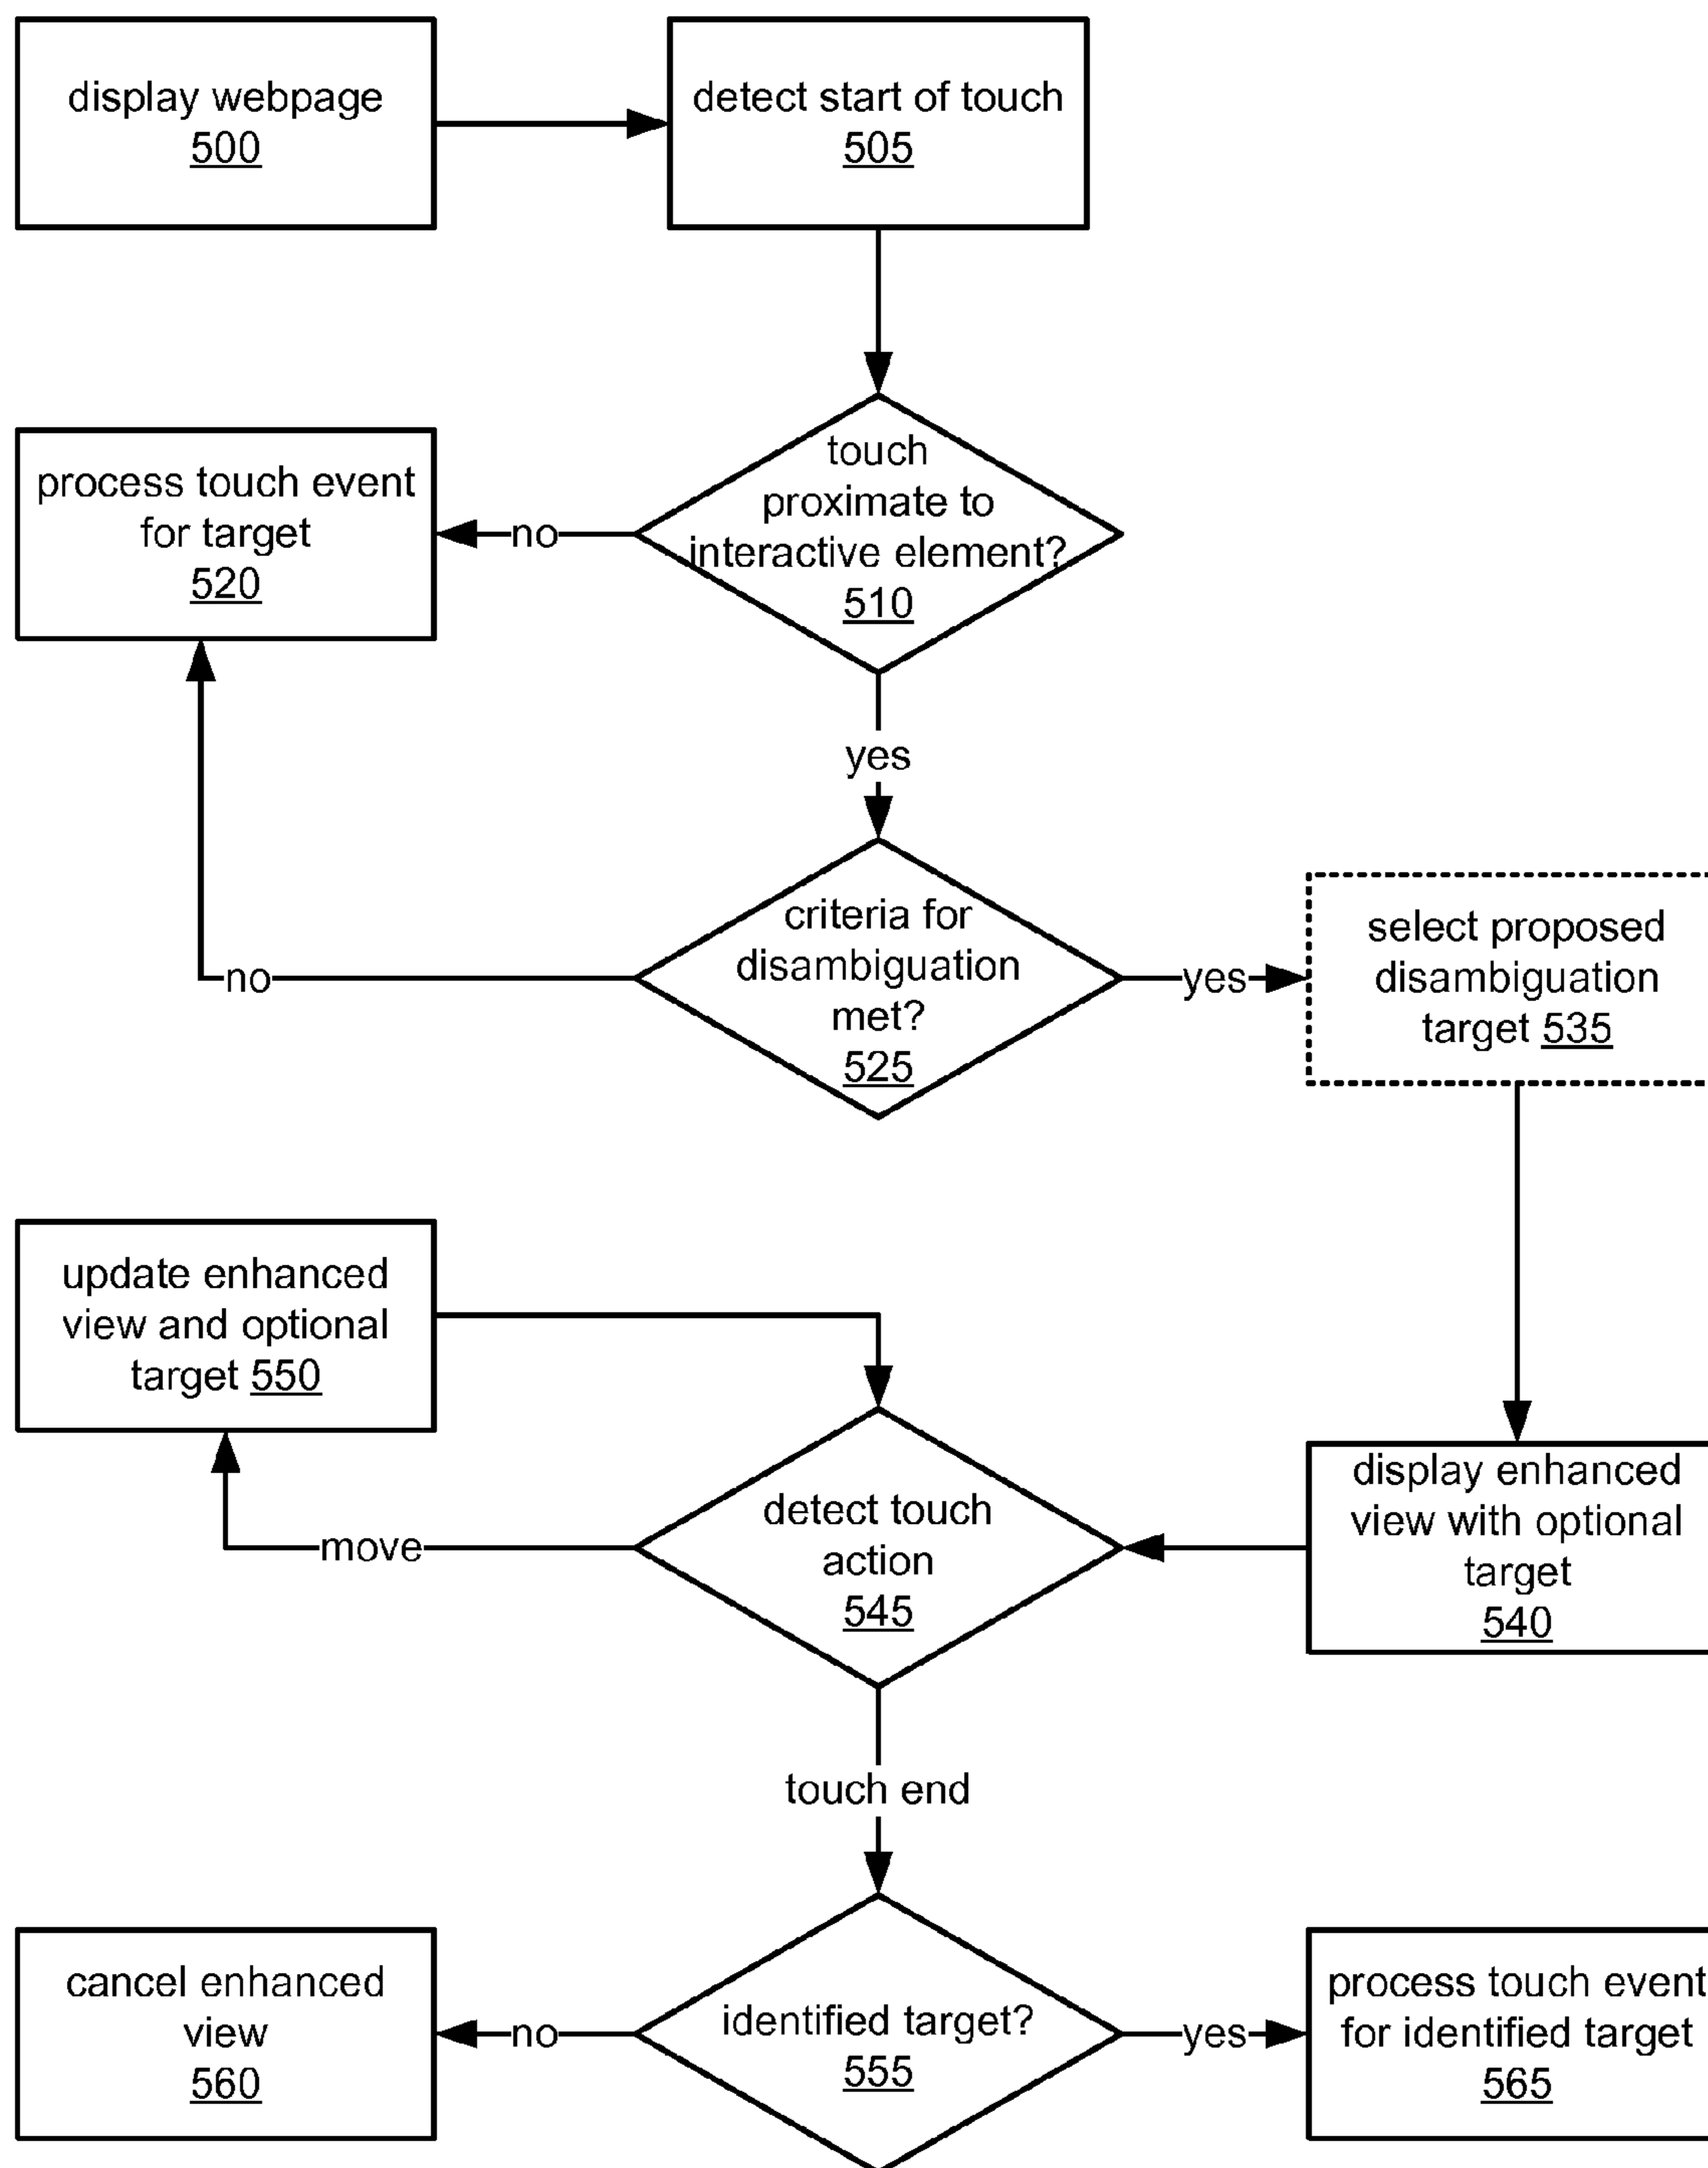 display webpage
500
detect start of touch
505
touch
proximate to
interactive element?
510
no
process touch event
for target
520
yes
criteria for
disambiguation
met?
525
no
yes
select proposed
disambiguation
target 535
update enhanced
view and optional
target 550
display enhanced
view with optional
target
540
detect touch
action
545
move
touch end
cancel enhanced
view
560
no
identified target?
555
yes
process touch event
for identified target
565